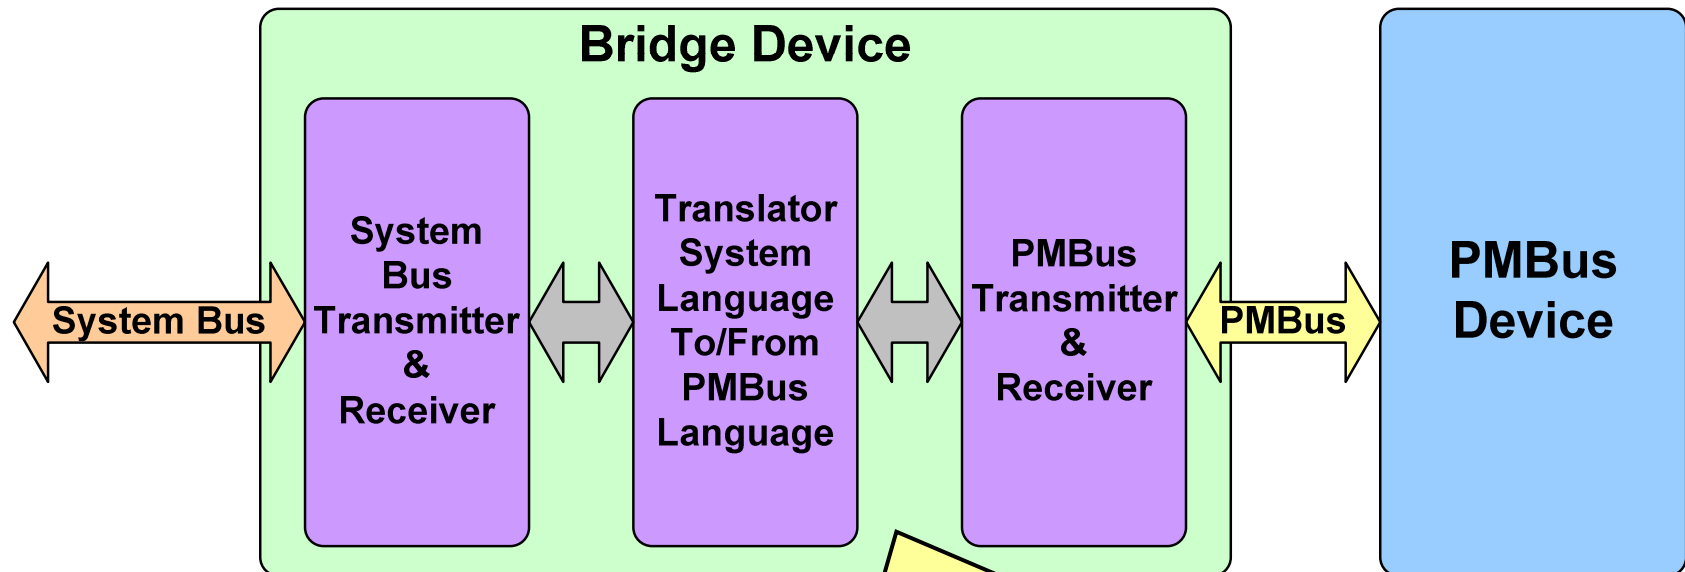 Bridge Device
System Bus
System
Bus
Transmitter
&
Receiver
Translator
System
Language
To/From
PMBus
Language
PMBus
Transmitter
&
Receiver
PMBus
PMBus
Device